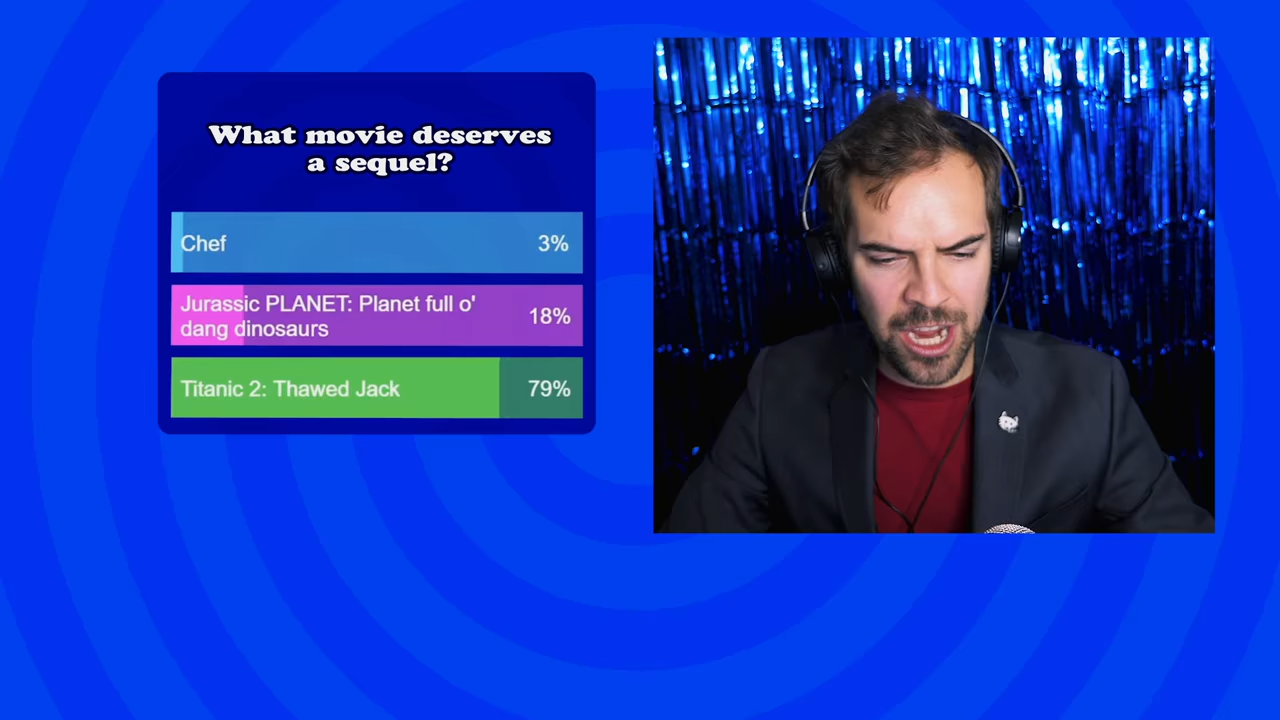 What movie deserves
a sequel?
Chef 3%
Jurassic PLANET: Planet full o'
dang dinosaurs 18%
Titanic 2: Thawed Jack 79%